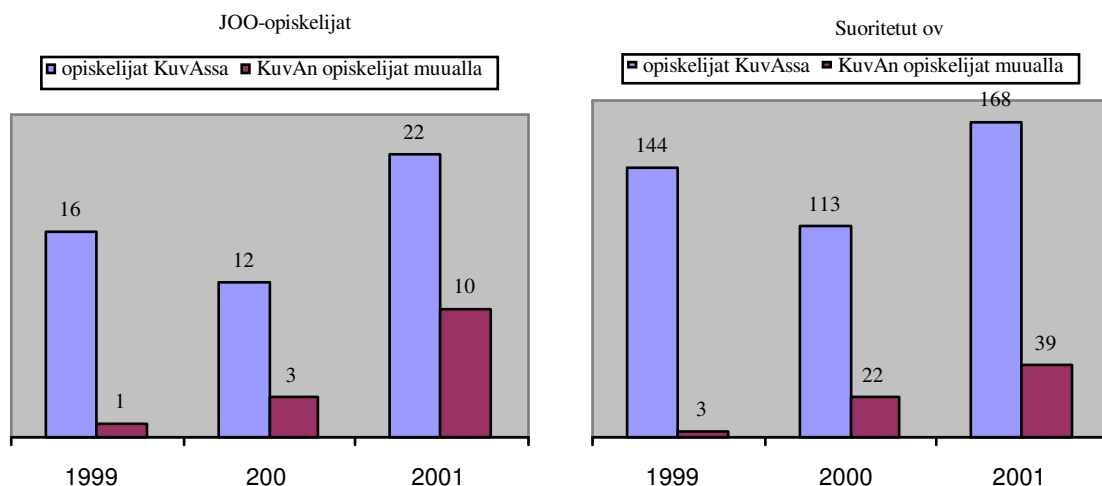 JOO-opiskelijat
opiskelijat KuvAssa KuvAn opiskelijat muualla
16
1
12
3
22
10
1999 200 2001
Suoritetut ov
opiskelijat KuvAssa KuvAn opiskelijat muualla
144
3
113
22
168
39
1999 2000 2001